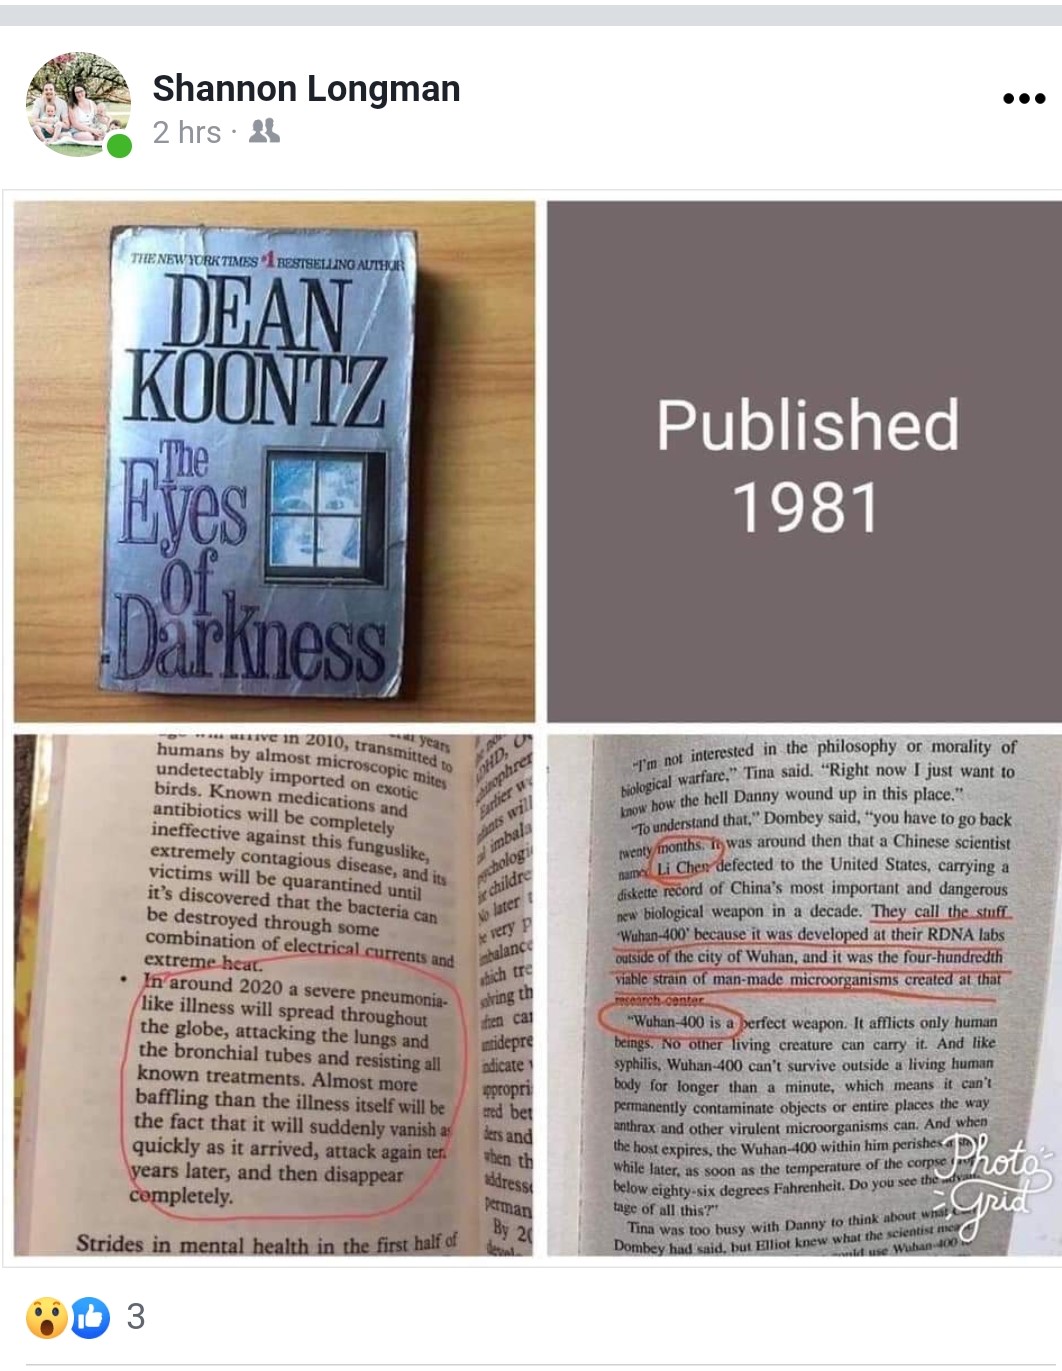 Shannon Longman
2 hrs ·
THE NEW YORK TIMES #1 BESTSELLING AUTHOR
DEAN
KOONTZ
The
Eyes
of
Darkness
Published
1981
in 2010, transmitted to
humans by almost microscopic mites
undetectably imported on exotic
birds. Known medications and
antibiotics will be completely
ineffective against this funguslike,
extremely contagious disease, and its
victims will be quarantined until
it's discovered that the bacteria can
be destroyed through some
combination of electrical currents and
extreme heat.
• In around 2020 a severe pneumonia-
like illness will spread throughout
the globe, attacking the lungs and
the bronchial tubes and resisting all
known treatments. Almost more
baffling than the illness itself will be
the fact that it will suddenly vanish as
quickly as it arrived, attack again ten
years later, and then disappear
completely.
Strides in mental health in the first half of
"I'm not interested in the philosophy or morality of
biological warfare," Tina said. "Right now I just want to
know how the hell Danny wound up in this place."
"To understand that," Dombey said, "you have to go back
twenty months. It was around then that a Chinese scientist
named Li Chen defected to the United States, carrying a
diskette record of China's most important and dangerous
new biological weapon in a decade. They call the stuff
'Wuhan-400' because it was developed at their RDNA labs
outside of the city of Wuhan, and it was the four-hundredth
viable strain of man-made microorganisms created at that
research center.
"Wuhan-400 is a perfect weapon. It afflicts only human
beings. No other living creature can carry it. And like
syphilis, Wuhan-400 can't survive outside a living human
body for longer than a minute, which means it can't
permanently contaminate objects or entire places the way
anthrax and other virulent microorganisms can. And when
the host expires, the Wuhan-400 within him perishes a
while later, as soon as the temperature of the corpse
below eighty-six degrees Fahrenheit. Do you see the advan-
tage of all this?"
Tina was too busy with Danny to think about what
Dombey had said, but Elliot knew what the scientist
use Wuhan-400
Photo
Grid
3